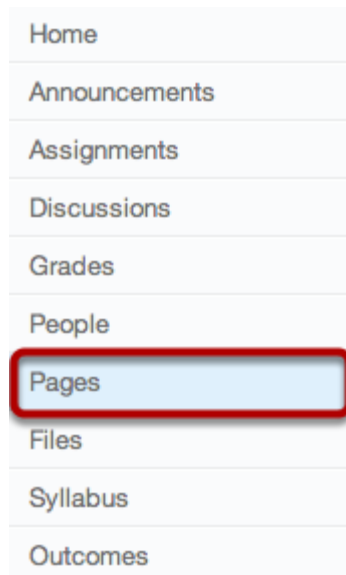 Home
Announcements
Assignments
Discussions
Grades
People
Pages
Files
Syllabus
Outcomes